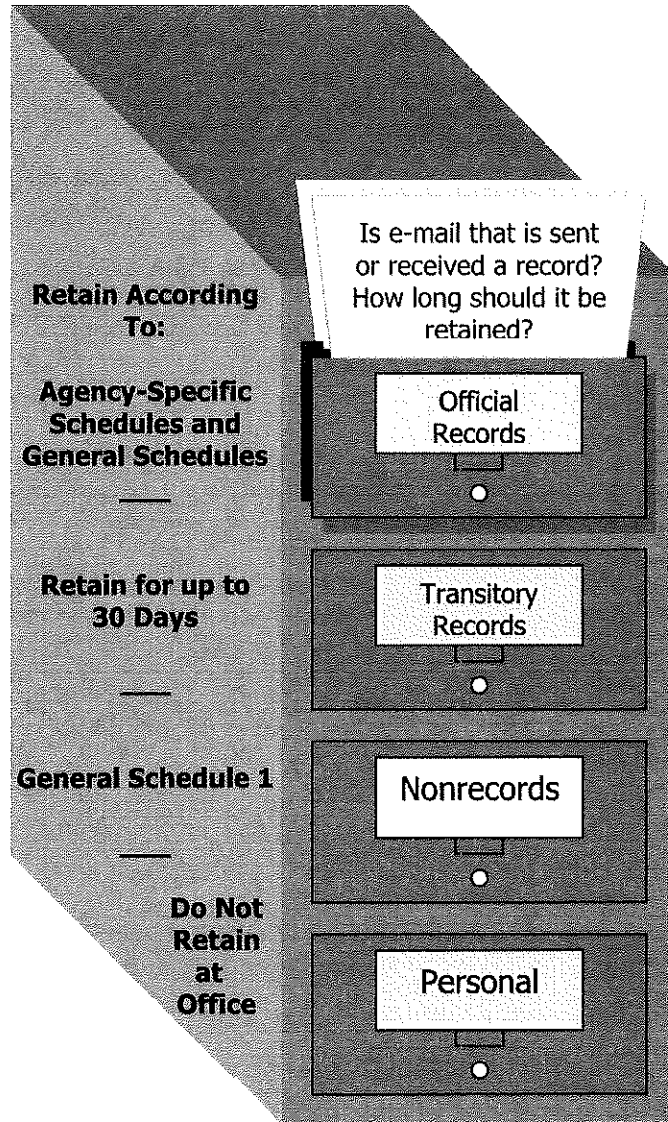 Is e-mail that is sent
or received a record?
How long should it be
retained?
Retain According
To:
Agency-Specific
Schedules and
General Schedules
Official
Records
Retain for up to
30 Days
Transitory
Records
General Schedule 1
Nonrecords
Do Not
Retain
at
Office
Personal